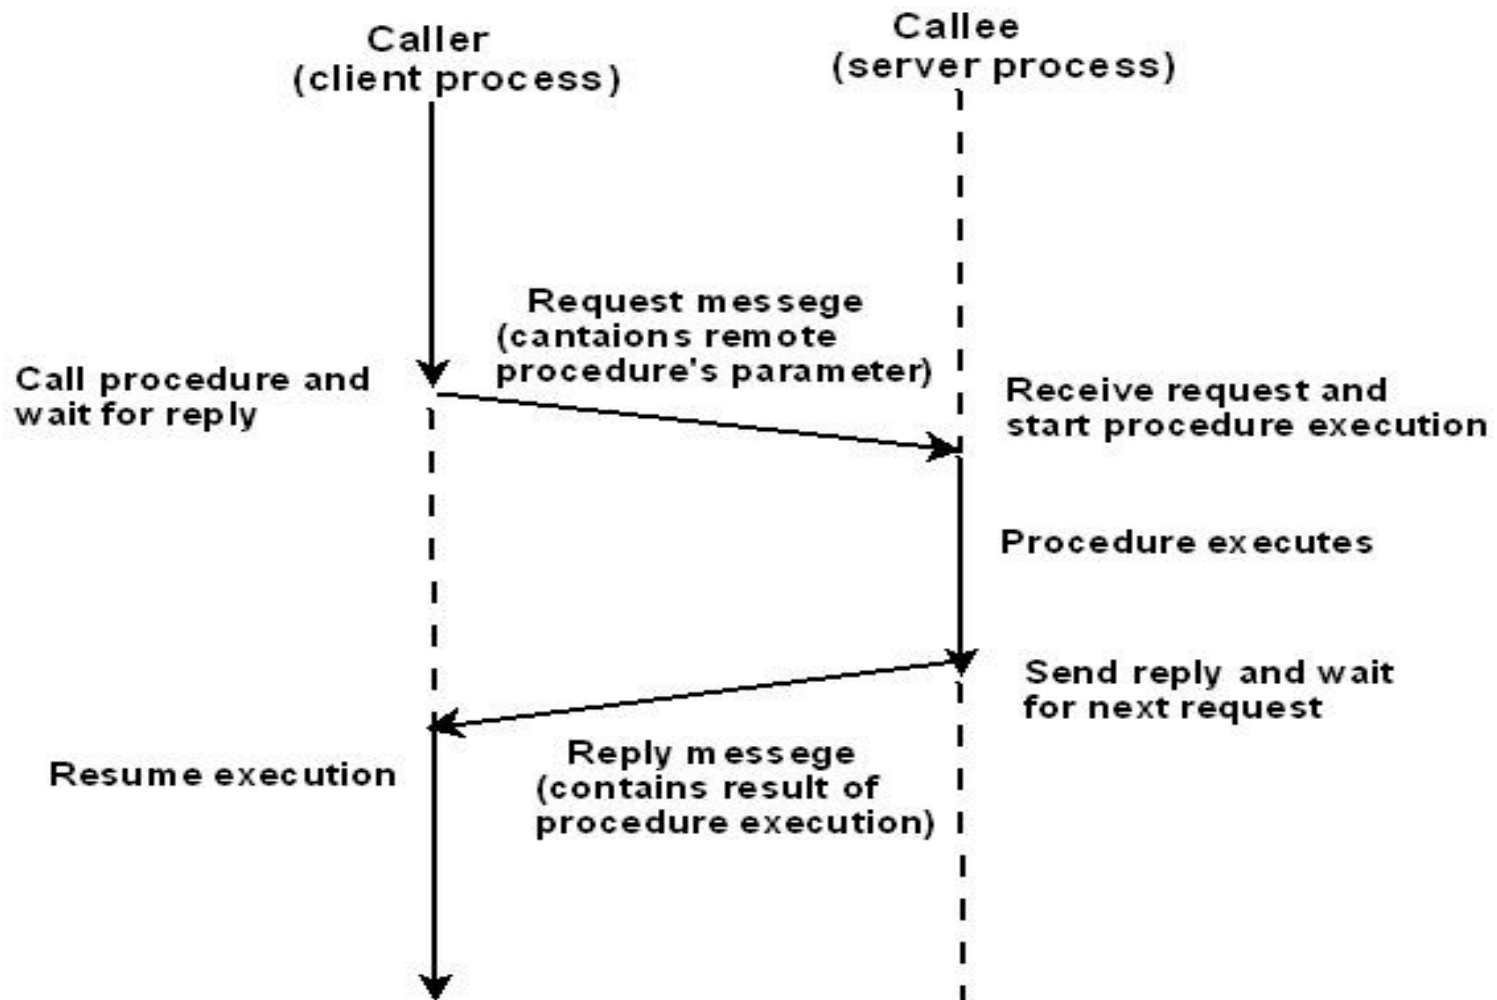 Caller
(client process)
Callee
(server process)
Request messege
(cantaions remote
procedure's parameter)
Call procedure and
wait for reply
Receive request and
start procedure execution
Procedure executes
Send reply and wait
for next request
Reply messege
(contains result of
procedure execution)
Resume execution